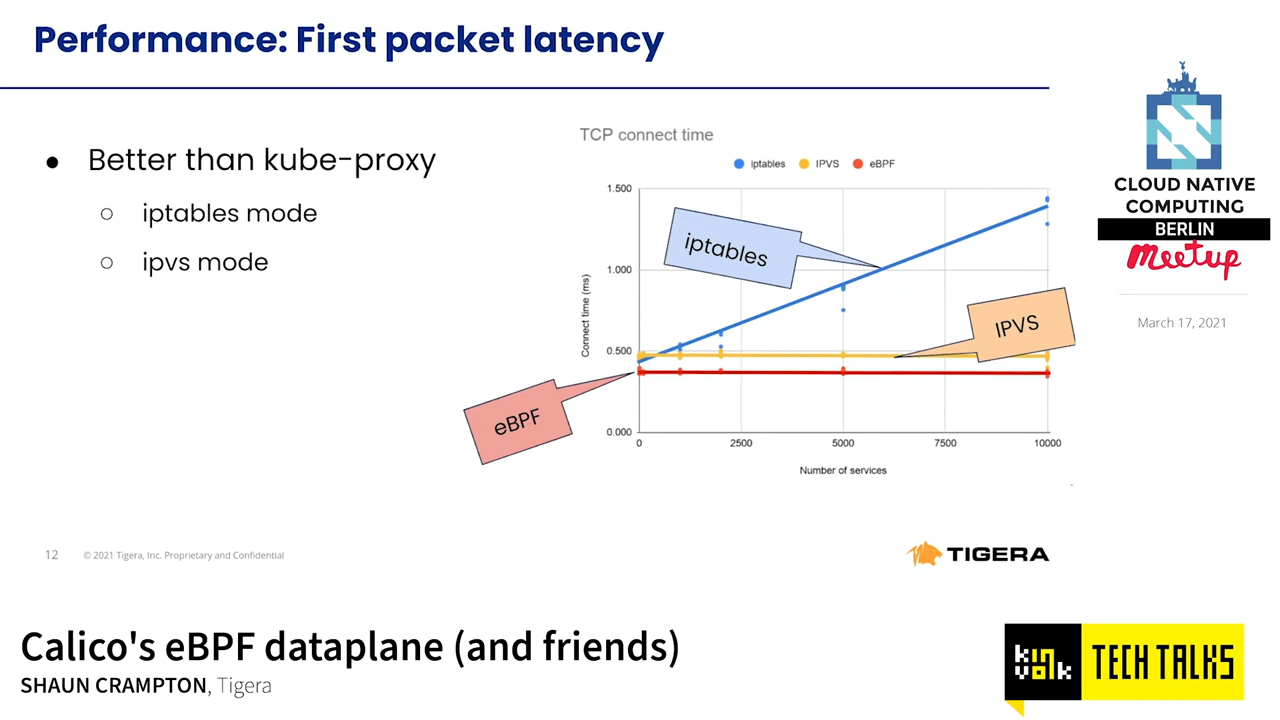 Performance: First packet latency
● Better than kube-proxy
○ iptables mode
○ ipvs mode
TCP connect time
iptables IPVS eBPF
1.500
1.000
0.500
0.000
Connect time (ms)
0 2500 5000 7500 10000
Number of services
iptables
IPVS
eBPF
CLOUD NATIVE
COMPUTING
BERLIN
meetup
March 17, 2021
12 © 2021 Tigera, Inc. Proprietary and Confidential
TIGERA
Calico's eBPF dataplane (and friends)
SHAUN CRAMPTON, Tigera
kinvolk
TECH TALKS